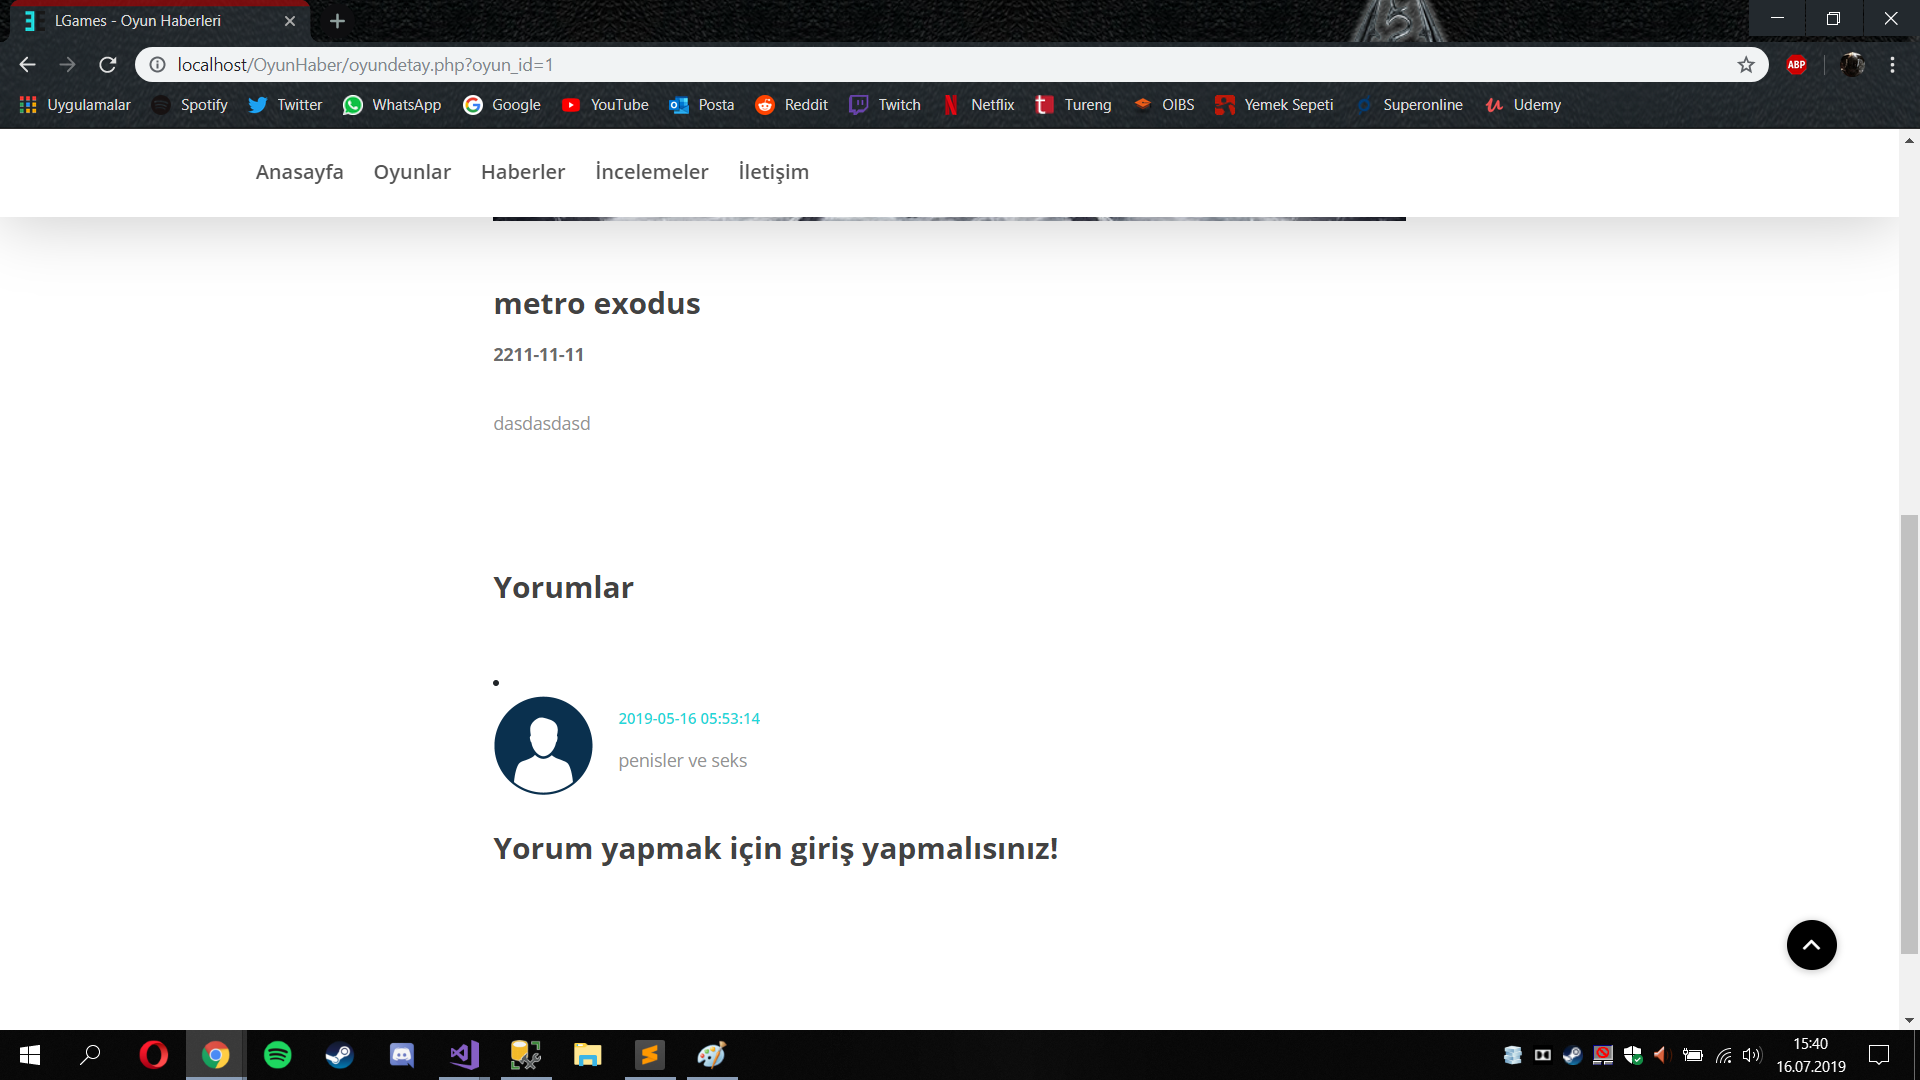 LGames - Oyun Haberleri
localhost/OyunHaber/oyundetay.php?oyun_id=1
ABP
Uygulamalar Spotify Twitter WhatsApp Google YouTube Posta Reddit Twitch Netflix Tureng OIBS Yemek Sepeti Superonline Udemy
Anasayfa Oyunlar Haberler İncelemeler İletişim
metro exodus
2211-11-11
dasdasdasd
Yorumlar
2019-05-16 05:53:14
penisler ve seks
Yorum yapmak için giriş yapmalısınız!
15:40
16.07.2019